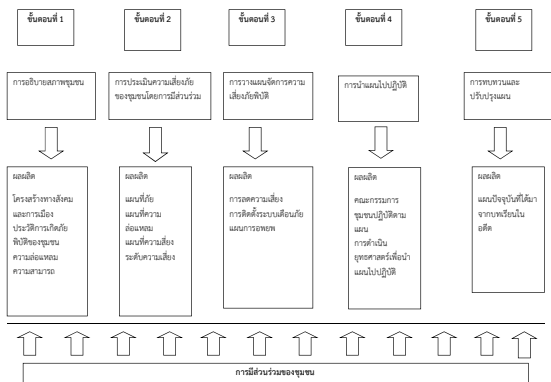 ขั้นตอนที่ 1
ขั้นตอนที่ 2
ขั้นตอนที่ 3
ขั้นตอนที่ 4
ขั้นตอนที่ 5
การอธิบายสภาพชุมชน
การประเมินความเสี่ยงภัย
ของชุมชนโดยการมีส่วนร่วม
การวางแผนจัดการความ
เสี่ยงภัยพิบัติ
การนำแผนไปปฏิบัติ
การทบทวนและ
ปรับปรุงแผน
ผลผลิต
โครงสร้างทางสังคม
และการเมือง
ประวัติการเกิดภัย
พิบัติของชุมชน
ความล่อแหลม
ความสามารถ
ผลผลิต
แผนที่ภัย
แผนที่ความ
ล่อแหลม
แผนที่ความเสี่ยง
ระดับความเสี่ยง
ผลผลิต
การลดความเสี่ยง
การติดตั้งระบบเตือนภัย
แผนการอพยพ
ผลผลิต
คณะกรรมการ
ชุมชนปฏิบัติตาม
แผน
การดำเนิน
ยุทธศาสตร์เพื่อนำ
แผนไปปฏิบัติ
ผลผลิต
แผนปัจจุบันที่ได้มา
จากบทเรียนใน
อดีต
การมีส่วนร่วมของชุมชน